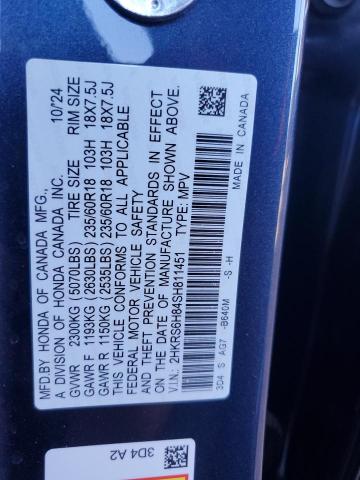 MFD.BY HONDA OF CANADA MFG., 10/24
A DIVISION OF HONDA CANADA INC.
TIRE SIZE RIM SIZE
GVWR 2300KG (5070LBS)
GAWR F 1193KG (2630LBS) 235/60R18 103H 18X7.5J
GAWR R 1150KG (2535LBS) 235/60R18 103H 18X7.5J
THIS VEHICLE CONFORMS TO ALL APPLICABLE
FEDERAL MOTOR VEHICLE SAFETY
AND THEFT PREVENTION STANDARDS IN EFFECT
ON THE DATE OF MANUFACTURE SHOWN ABOVE.
V.I.N.: 2HKRS6H84SH811451 TYPE: MPV
3D4 S AG7 -B640M -S -H
MADE IN CANADA
3D4 A2